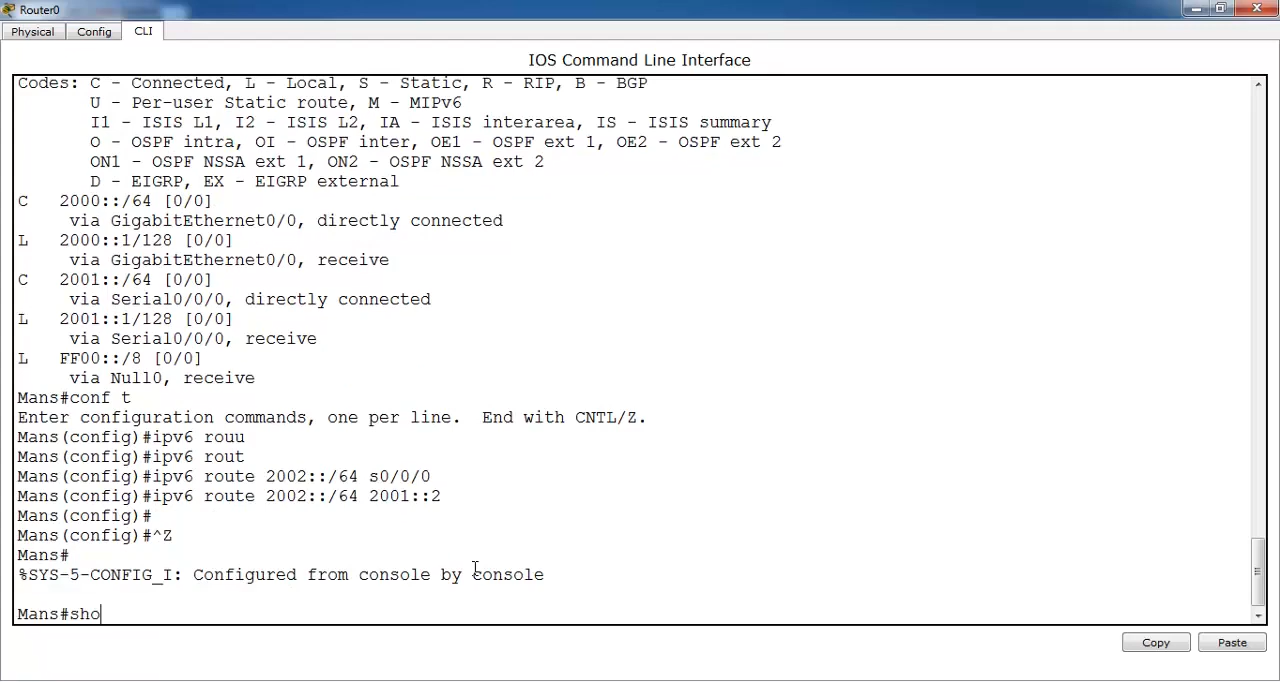 Router0
Physical Config CLI
IOS Command Line Interface
Codes: C - Connected, L - Local, S - Static, R - RIP, B - BGP
U - Per-user Static route, M - MIPv6
I1 - ISIS L1, I2 - ISIS L2, IA - ISIS interarea, IS - ISIS summary
O - OSPF intra, OI - OSPF inter, OE1 - OSPF ext 1, OE2 - OSPF ext 2
ON1 - OSPF NSSA ext 1, ON2 - OSPF NSSA ext 2
D - EIGRP, EX - EIGRP external
C 2000::/64 [0/0]
via GigabitEthernet0/0, directly connected
L 2000::1/128 [0/0]
via GigabitEthernet0/0, receive
C 2001::/64 [0/0]
via Serial0/0/0, directly connected
L 2001::1/128 [0/0]
via Serial0/0/0, receive
L FF00::/8 [0/0]
via Null0, receive
Mans#conf t
Enter configuration commands, one per line. End with CNTL/Z.
Mans(config)#ipv6 rouu
Mans(config)#ipv6 rout
Mans(config)#ipv6 route 2002::/64 s0/0/0
Mans(config)#ipv6 route 2002::/64 2001::2
Mans(config)#
Mans(config)#^Z
Mans#
%SYS-5-CONFIG_I: Configured from console by console
Mans#sho
Copy Paste